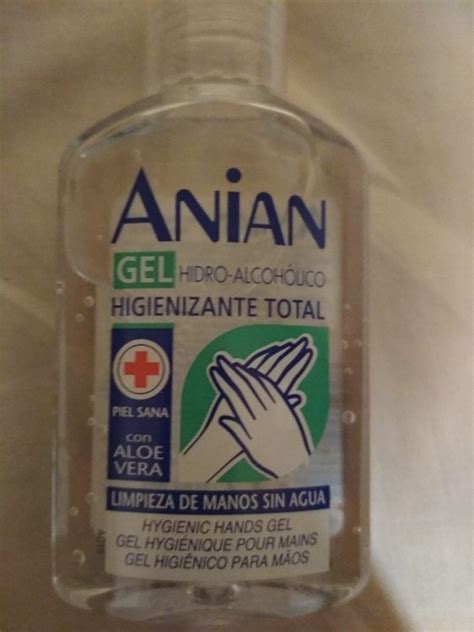 ANiAN
GEL HIDRO-ALCOHÓLICO
HIGIENIZANTE TOTAL
PIEL SANA
con
ALOE
VERA
LIMPIEZA DE MANOS SIN AGUA
HYGIENIC HANDS GEL
GEL HYGIÉNIQUE POUR MAINS
GEL HIGIÊNICO PARA MÃOS